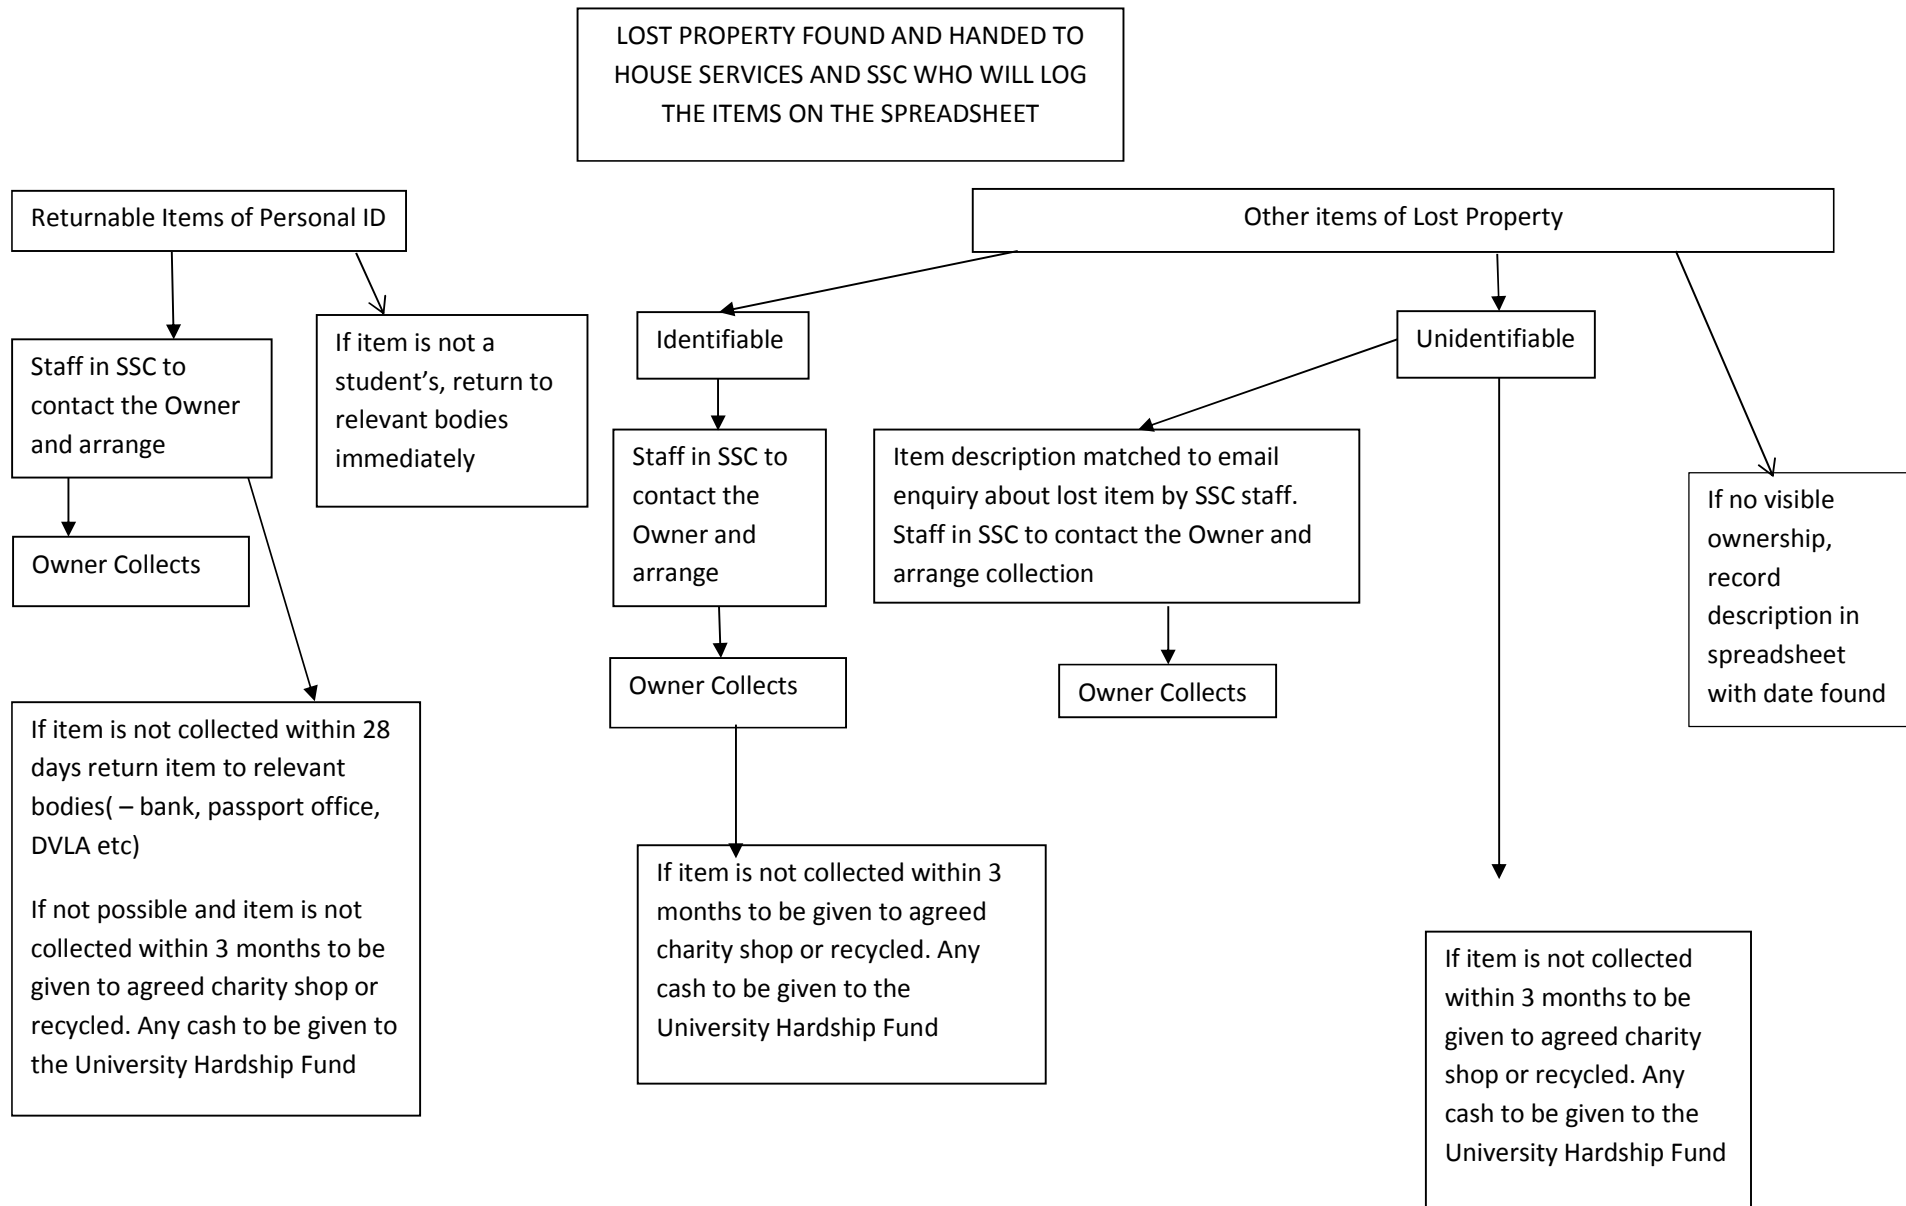 LOST PROPERTY FOUND AND HANDED TO
HOUSE SERVICES AND SSC WHO WILL LOG
THE ITEMS ON THE SPREADSHEET
Returnable Items of Personal ID
Other items of Lost Property
Staff in SSC to
contact the Owner
and arrange
If item is not a
student’s, return to
relevant bodies
immediately
Owner Collects
If item is not collected within 28
days return item to relevant
bodies( – bank, passport office,
DVLA etc)
If not possible and item is not
collected within 3 months to be
given to agreed charity shop or
recycled. Any cash to be given to
the University Hardship Fund
Identifiable
Staff in SSC to
contact the
Owner and
arrange
Owner Collects
If item is not collected within 3
months to be given to agreed
charity shop or recycled. Any
cash to be given to the
University Hardship Fund
Unidentifiable
Item description matched to email
enquiry about lost item by SSC staff.
Staff in SSC to contact the Owner and
arrange collection
Owner Collects
If item is not collected
within 3 months to be
given to agreed charity
shop or recycled. Any
cash to be given to the
University Hardship Fund
If no visible
ownership,
record
description in
spreadsheet
with date found